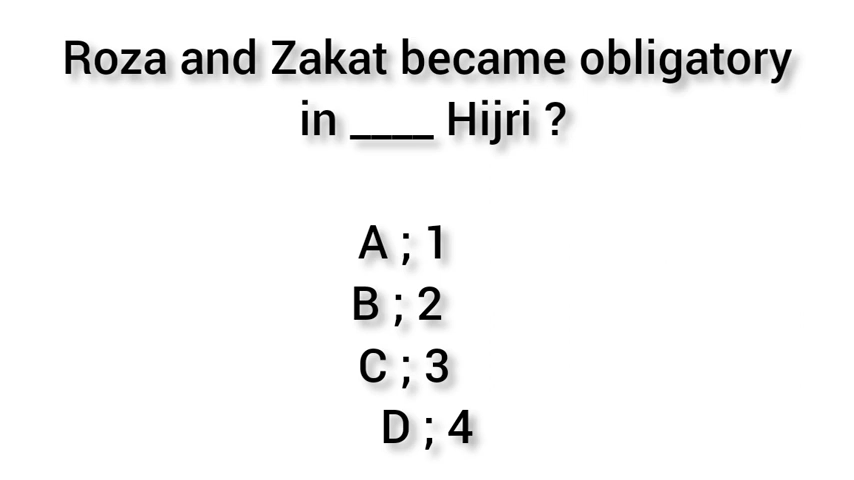 Roza and Zakat became obligatory
in ____ Hijri ?
A ; 1
B ; 2
C ; 3
D ; 4